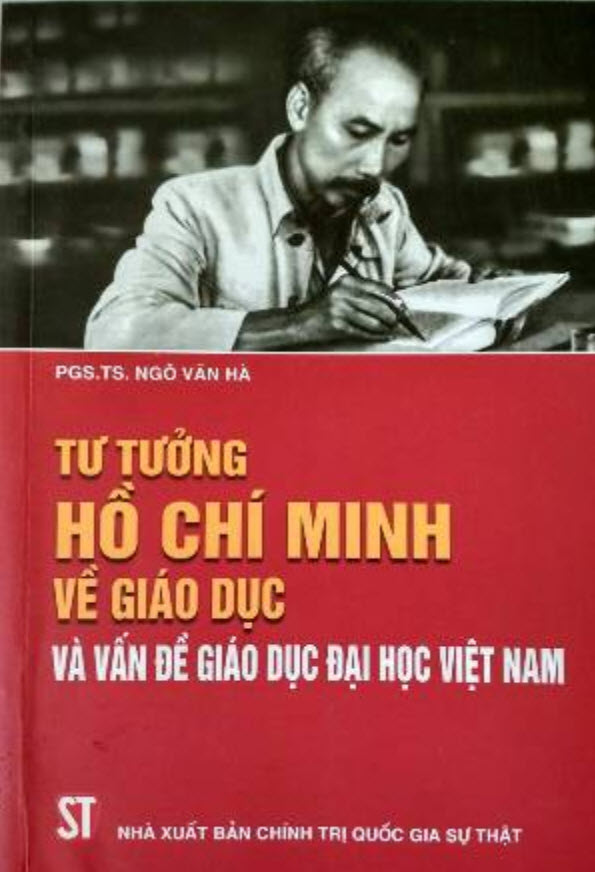 PGS.TS. NGÔ VĂN HÀ
TƯ TƯỞNG
HỒ CHÍ MINH
VỀ GIÁO DỤC
VÀ VẤN ĐỀ GIÁO DỤC ĐẠI HỌC VIỆT NAM
ST NHÀ XUẤT BẢN CHÍNH TRỊ QUỐC GIA SỰ THẬT